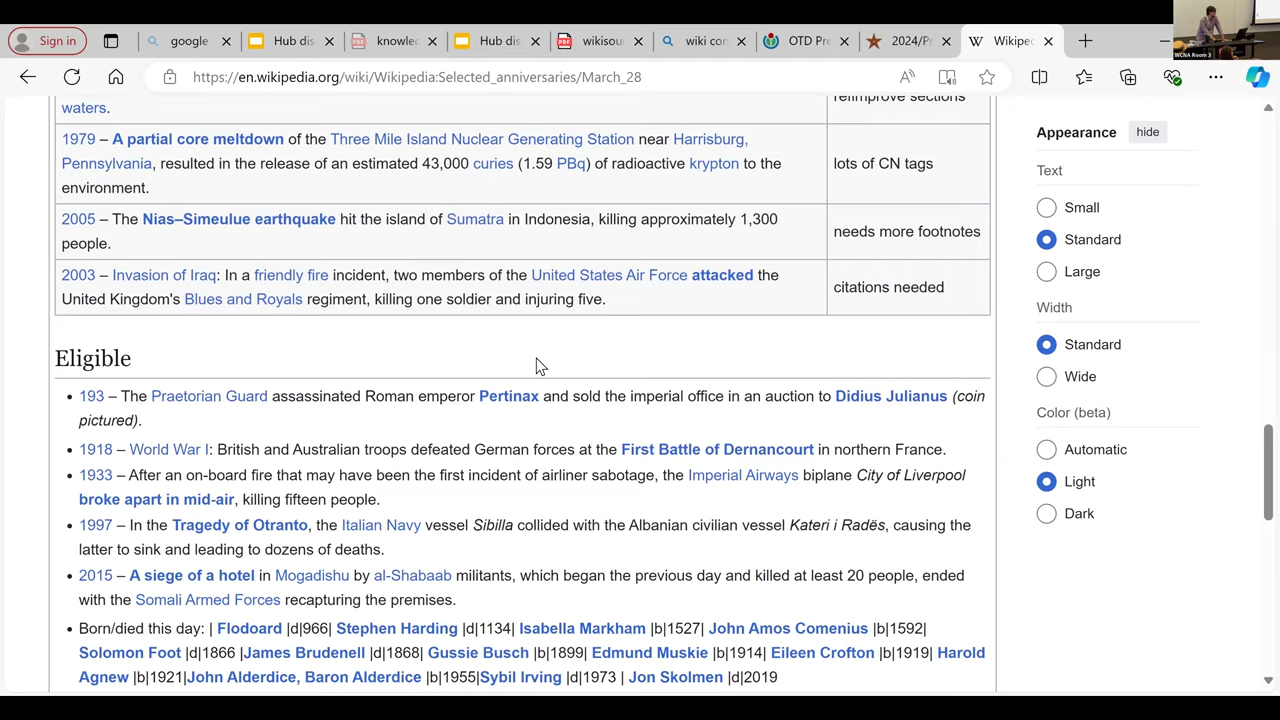 Sign in
google
Hub dis
knowle
Hub dis
wikisou
wiki cor
OTD Pre
2024/Pr
Wikipec
WCNA Room 3
https://en.wikipedia.org/wiki/Wikipedia:Selected_anniversaries/March_28
waters.
refimprove sections
1979 – A partial core meltdown of the Three Mile Island Nuclear Generating Station near Harrisburg,
Pennsylvania, resulted in the release of an estimated 43,000 curies (1.59 PBq) of radioactive krypton to the
environment.
lots of CN tags
2005 – The Nias–Simeulue earthquake hit the island of Sumatra in Indonesia, killing approximately 1,300
people.
needs more footnotes
2003 – Invasion of Iraq: In a friendly fire incident, two members of the United States Air Force attacked the
United Kingdom's Blues and Royals regiment, killing one soldier and injuring five.
citations needed
Eligible
• 193 – The Praetorian Guard assassinated Roman emperor Pertinax and sold the imperial office in an auction to Didius Julianus (coin
pictured).
• 1918 – World War I: British and Australian troops defeated German forces at the First Battle of Dernancourt in northern France.
• 1933 – After an on-board fire that may have been the first incident of airliner sabotage, the Imperial Airways biplane City of Liverpool
broke apart in mid-air, killing fifteen people.
• 1997 – In the Tragedy of Otranto, the Italian Navy vessel Sibilla collided with the Albanian civilian vessel Kateri i Radës, causing the
latter to sink and leading to dozens of deaths.
• 2015 – A siege of a hotel in Mogadishu by al-Shabaab militants, which began the previous day and killed at least 20 people, ended
with the Somali Armed Forces recapturing the premises.
• Born/died this day: | Flodoard |d|966| Stephen Harding |d|1134| Isabella Markham |b|1527| John Amos Comenius |b|1592|
Solomon Foot |d|1866 |James Brudenell |d|1868| Gussie Busch |b|1899| Edmund Muskie |b|1914| Eileen Crofton |b|1919| Harold
Agnew |b|1921|John Alderdice, Baron Alderdice |b|1955|Sybil Irving |d|1973 | Jon Skolmen |d|2019
Appearance hide
Text
Small
Standard
Large
Width
Standard
Wide
Color (beta)
Automatic
Light
Dark